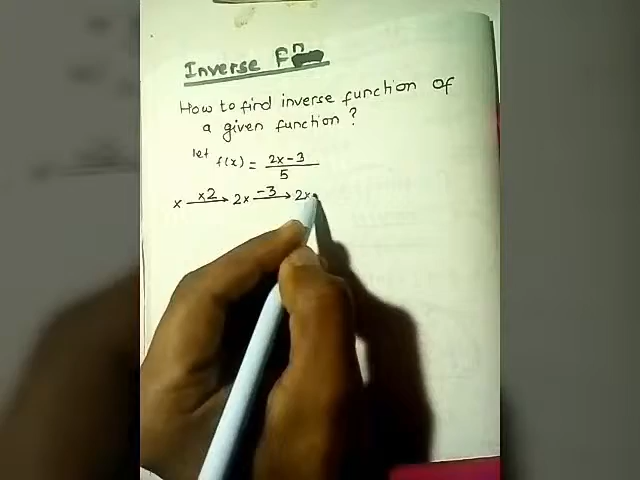 Inverse Fn
How to find inverse function of
a given function ?
let f(x) = 2x-3
5
x ×2→ 2x -3→ 2x